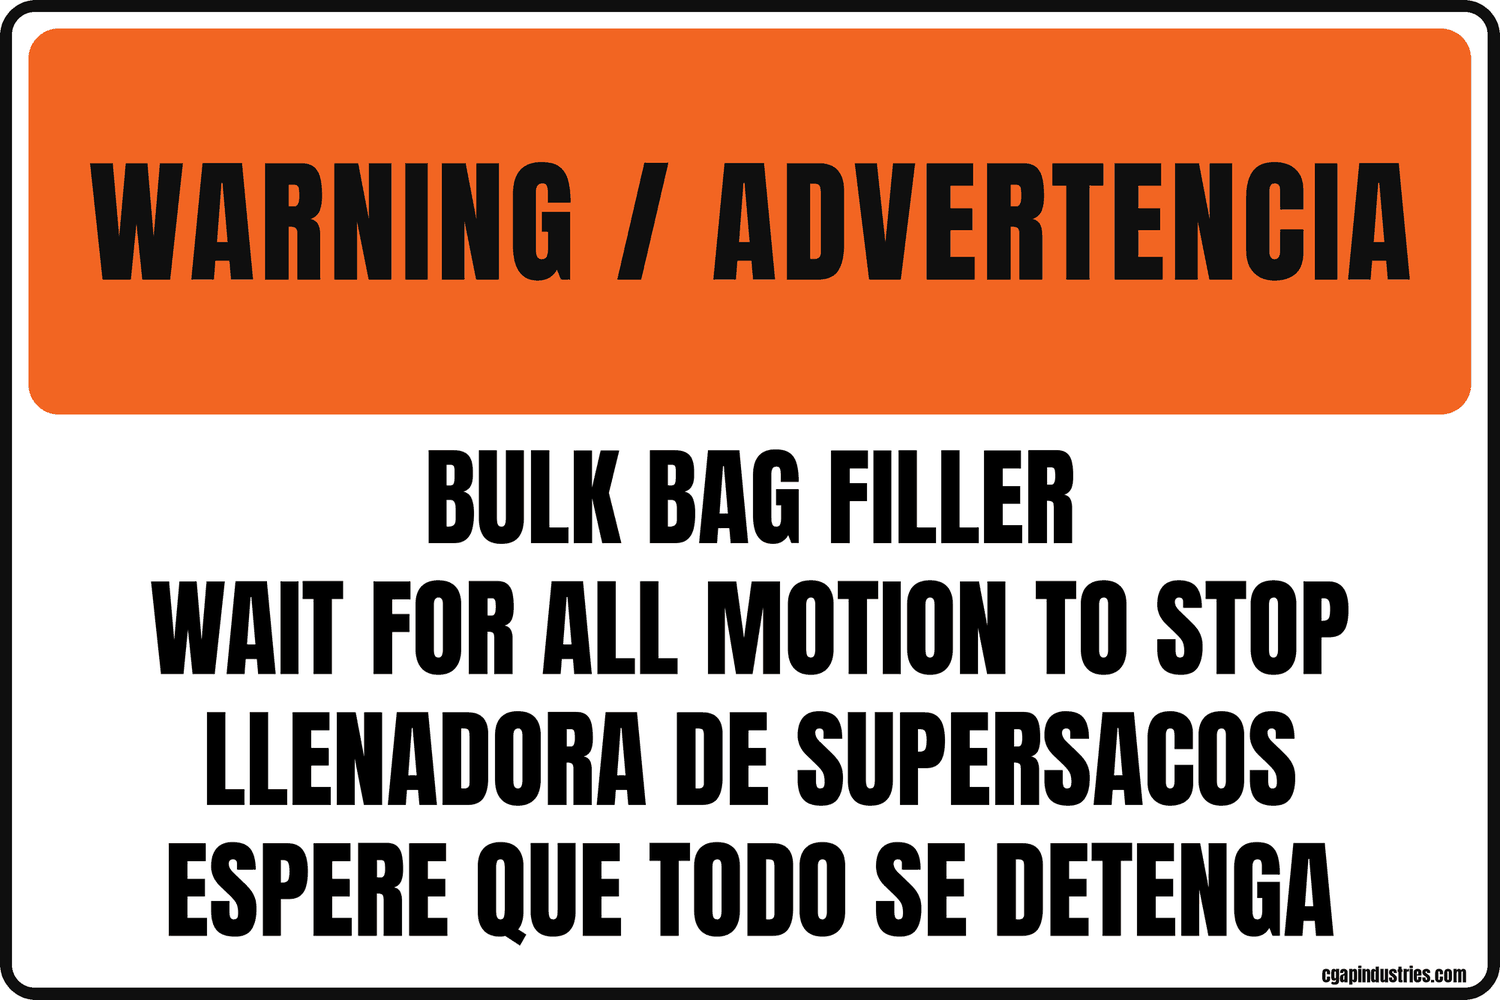 WARNING / ADVERTENCIA
BULK BAG FILLER
WAIT FOR ALL MOTION TO STOP
LLENADORA DE SUPERSACOS
ESPERE QUE TODO SE DETENGA
cgapindustries.com